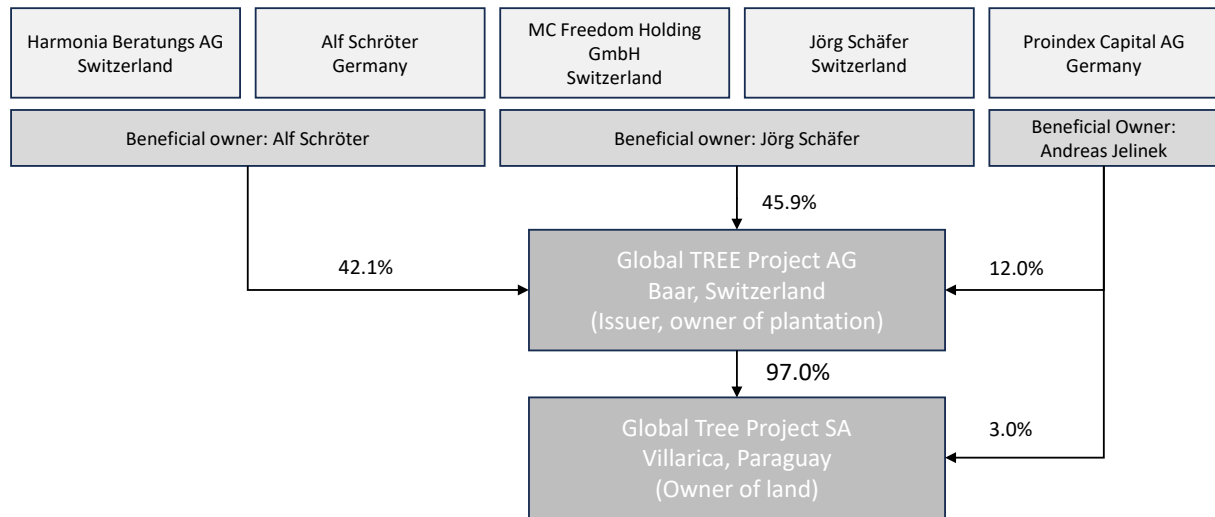 Harmonia Beratungs AG
Switzerland
Alf Schröter
Germany
MC Freedom Holding
GmbH
Switzerland
Jörg Schäfer
Switzerland
Proindex Capital AG
Germany
Beneficial owner: Alf Schröter
Beneficial owner: Jörg Schäfer
Beneficial Owner:
Andreas Jelinek
45.9%
42.1%
Global TREE Project AG
Baar, Switzerland
(Issuer, owner of plantation)
12.0%
97.0%
Global Tree Project SA
Villarica, Paraguay
(Owner of land)
3.0%